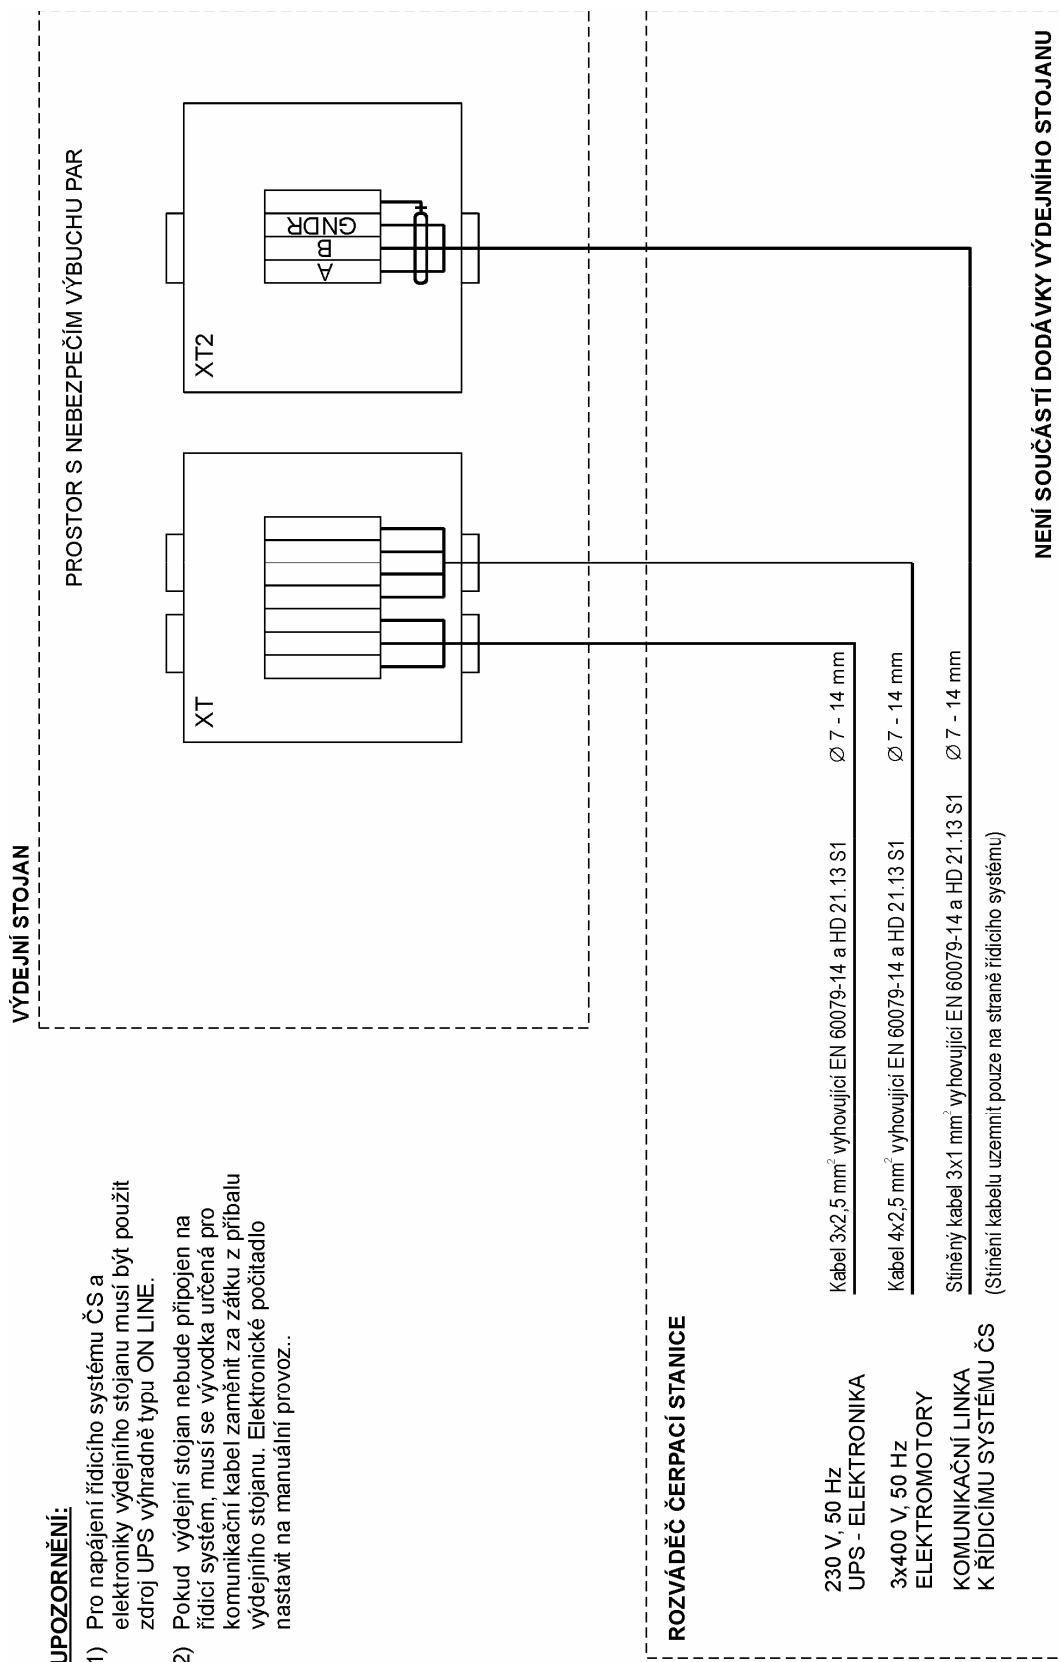 UPOZORNĚNÍ:
1) Pro napájení řídicího systému ČS a
elektroniky výdejního stojanu musí být použit
zdroj UPS výhradně typu ON LINE.
2) Pokud výdejní stojan nebude připojen na
řídicí systém, musí se vývodka určená pro
komunikační kabel zaměnit za zátku z příbalu
výdejního stojanu. Elektronické počitadlo
nastavit na manuální provoz..
VÝDEJNÍ STOJAN
PROSTOR S NEBEZPEČÍM VÝBUCHU PAR
XT
XT2
A
B
GNDR
ROZVÁDĚČ ČERPACÍ STANICE
230 V, 50 Hz
UPS - ELEKTRONIKA
Kabel 3x2,5 mm² vyhovující EN 60079-14 a HD 21.13 S1 Ø 7 - 14 mm
3x400 V, 50 Hz
ELEKTROMOTORY
Kabel 4x2,5 mm² vyhovující EN 60079-14 a HD 21.13 S1 Ø 7 - 14 mm
KOMUNIKAČNÍ LINKA
K ŘÍDICÍMU SYSTÉMU ČS
Stíněný kabel 3x1 mm² vyhovující EN 60079-14 a HD 21.13 S1 Ø 7 - 14 mm
(Stínění kabelu uzemnit pouze na straně řídicího systému)
NENÍ SOUČÁSTÍ DODÁVKY VÝDEJNÍHO STOJANU